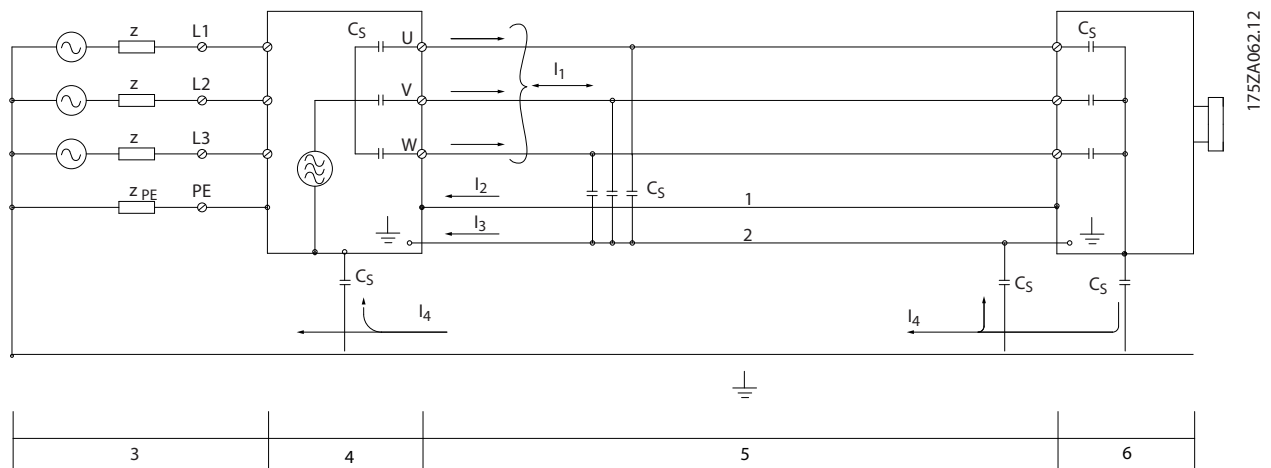 z L1 C_S U C_S
I_1
z L2 V
z L3 W
z_PE PE I_2 C_S 1
I_3 2
C_S C_S C_S
I_4 I_4
3 4 5 6
175ZA062.12